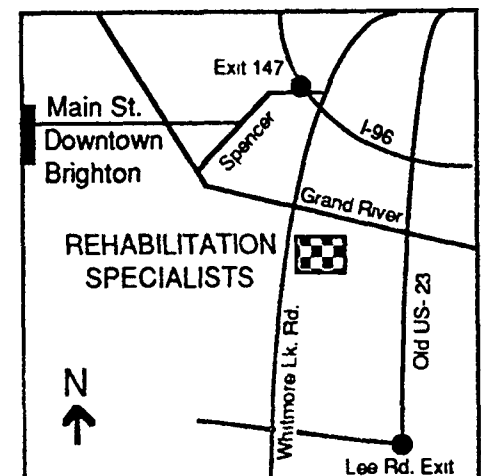 Exit 147
Main St.
Downtown
Brighton
Spencer
I-96
Grand River
REHABILITATION
SPECIALISTS
Old US-23
Whitmore Lk. Rd.
N
Lee Rd. Exit